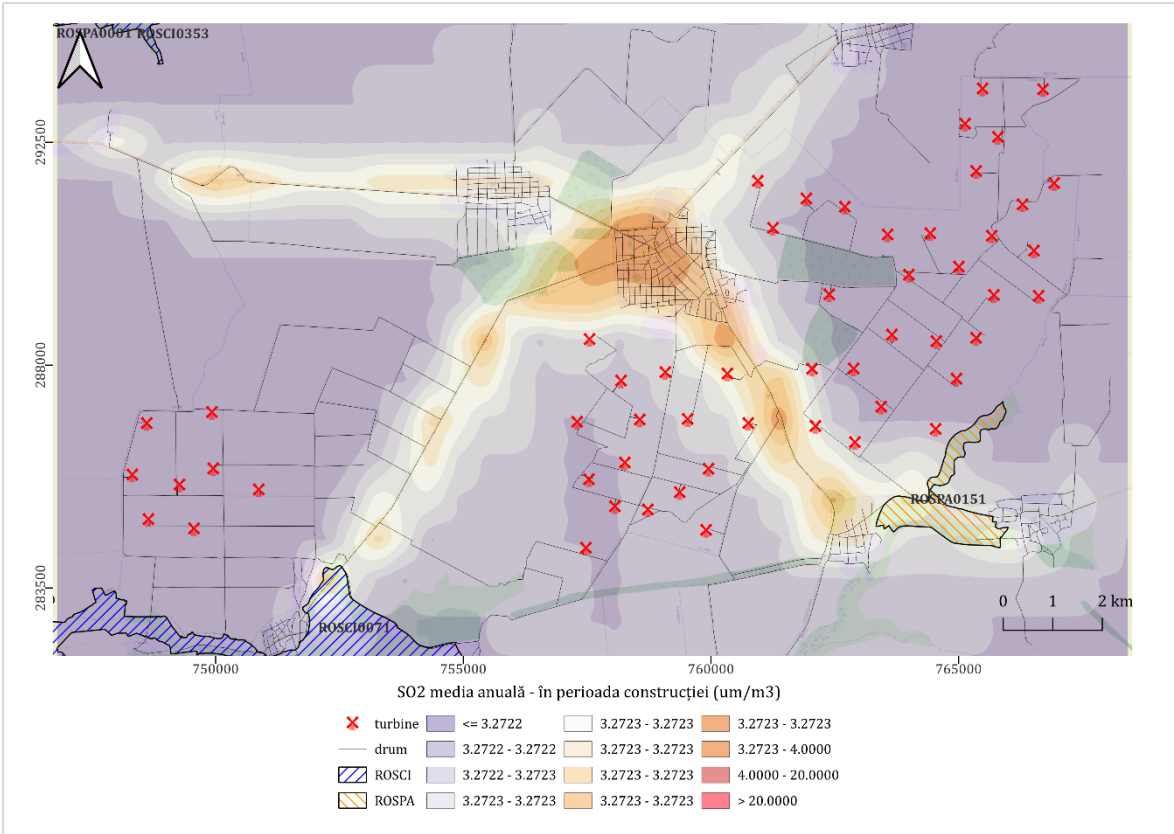 ROSPA0001 ROSCI0353
292500
288000
283500
ROSPA0151
ROSCI0071
0 1 2 km
750000 755000 760000 765000
SO2 media anuală - în perioada construcției (um/m3)
turbine <= 3.2722 3.2723 - 3.2723 3.2723 - 3.2723
drum 3.2722 - 3.2722 3.2723 - 3.2723 3.2723 - 4.0000
ROSCI 3.2722 - 3.2723 3.2723 - 3.2723 4.0000 - 20.0000
ROSPA 3.2723 - 3.2723 3.2723 - 3.2723 > 20.0000